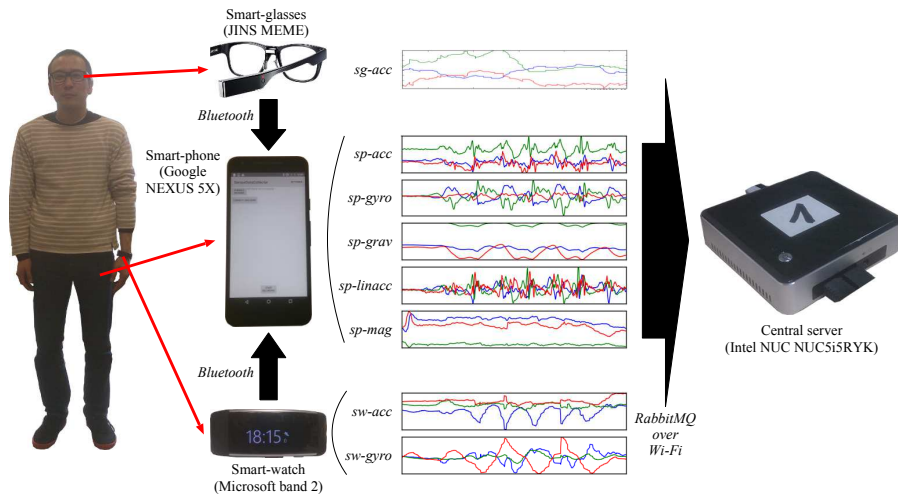 Smart-glasses
(JINS MEME)
sg-acc
Bluetooth
Smart-phone
(Google
NEXUS 5X)
sp-acc
sp-gyro
sp-grav
sp-linacc
sp-mag
Central server
(Intel NUC NUC5i5RYK)
Bluetooth
18:15
sw-acc
sw-gyro
RabbitMQ
over
Wi-Fi
Smart-watch
(Microsoft band 2)